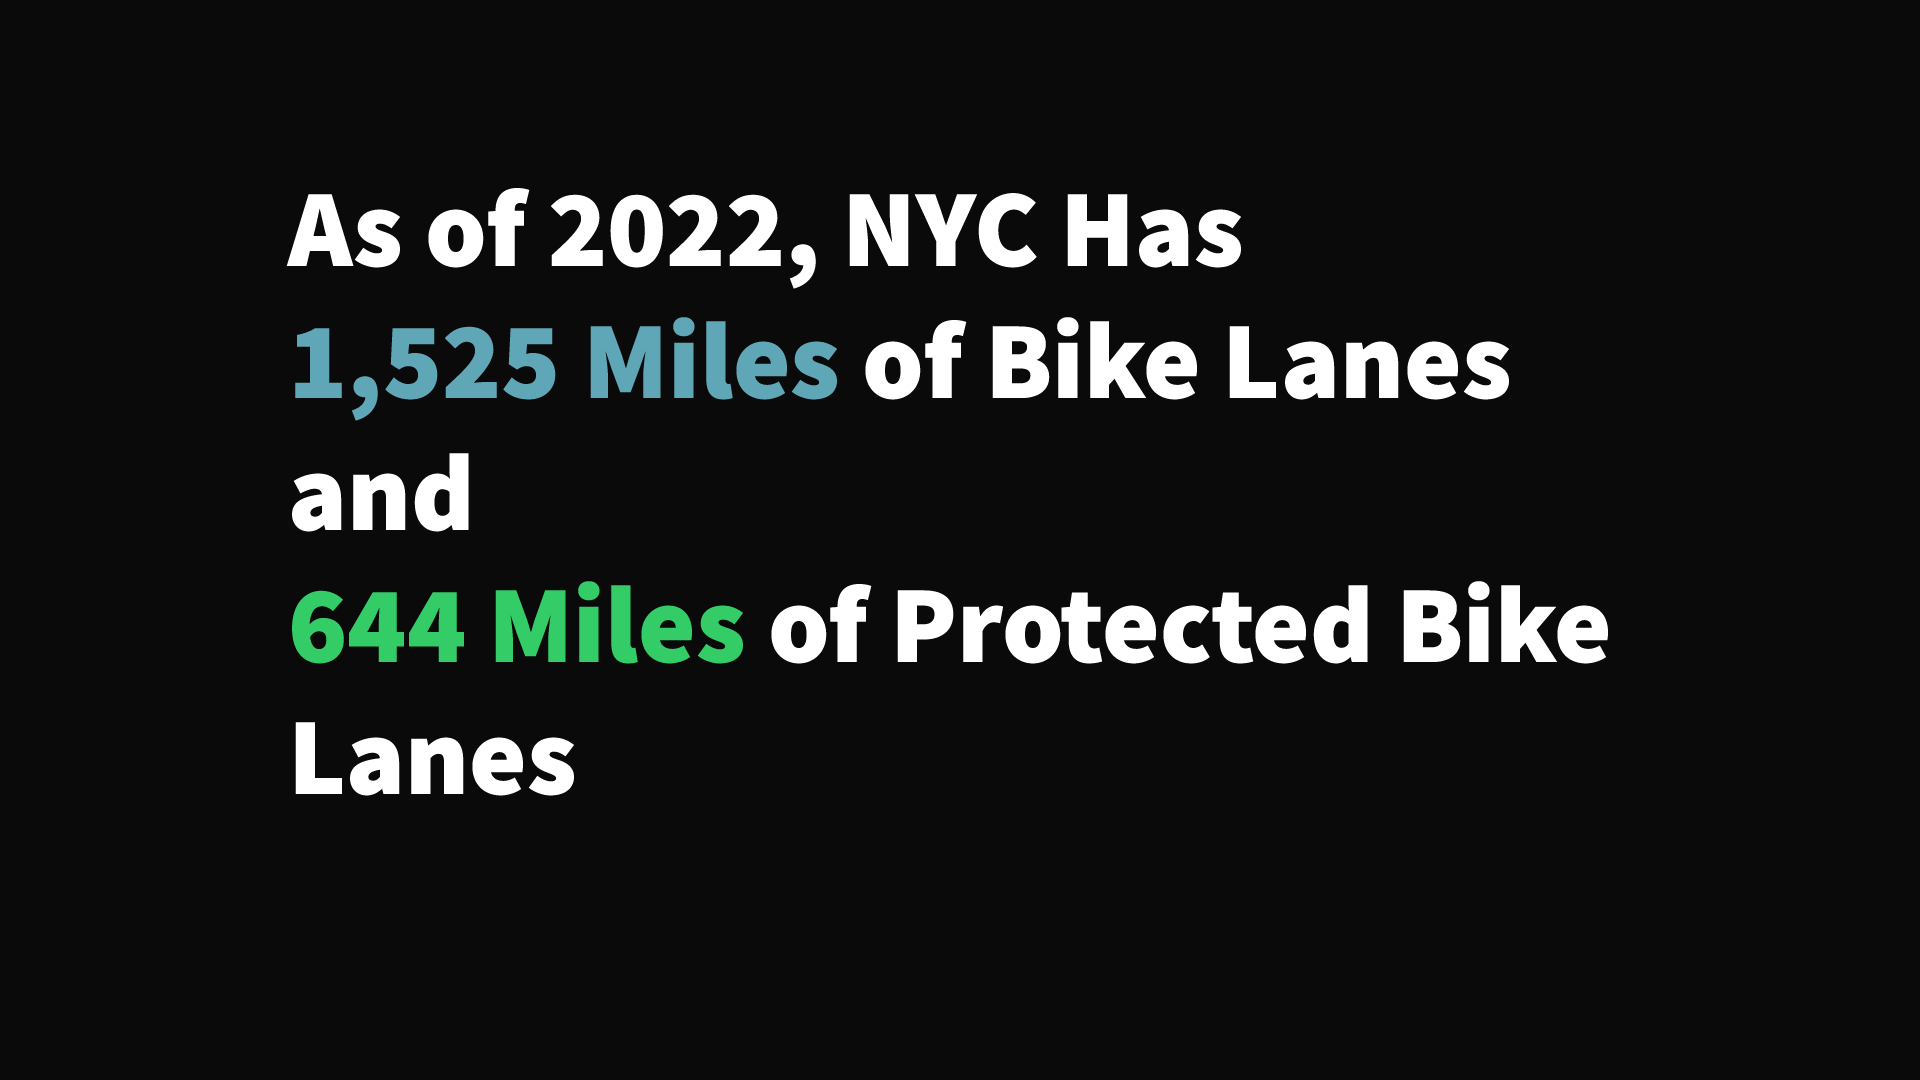 As of 2022, NYC Has
1,525 Miles of Bike Lanes
and
644 Miles of Protected Bike
Lanes